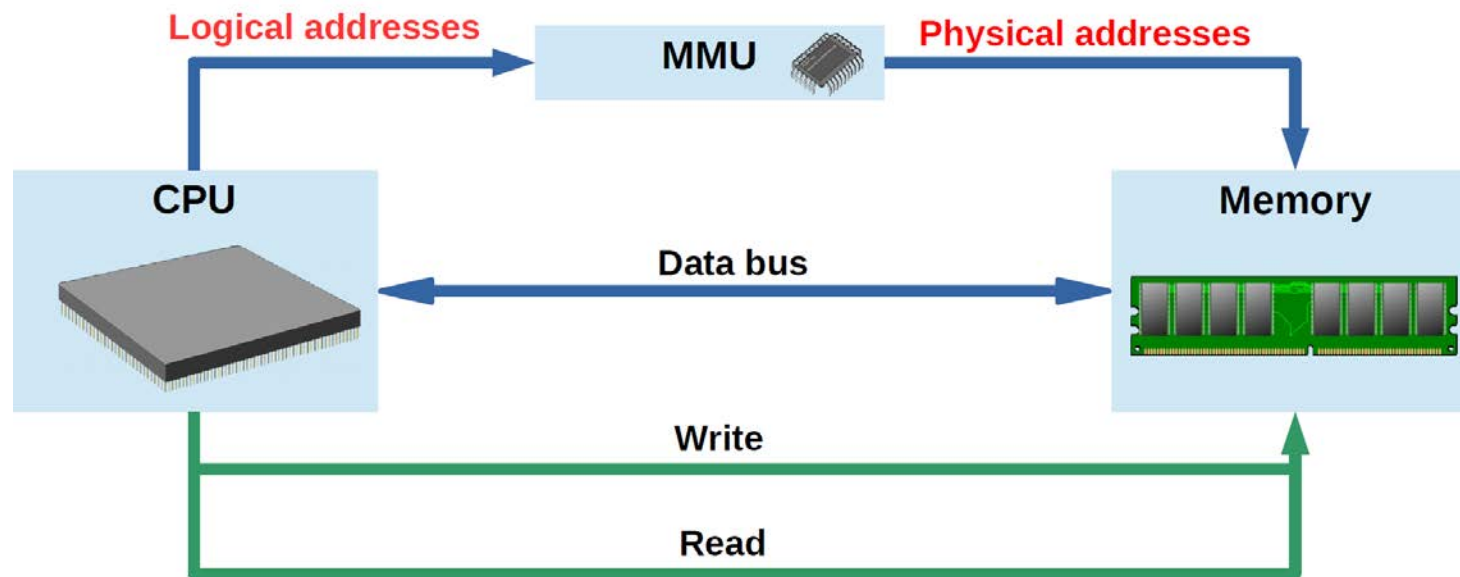 Logical addresses
MMU
Physical addresses
CPU
Memory
Data bus
Write
Read